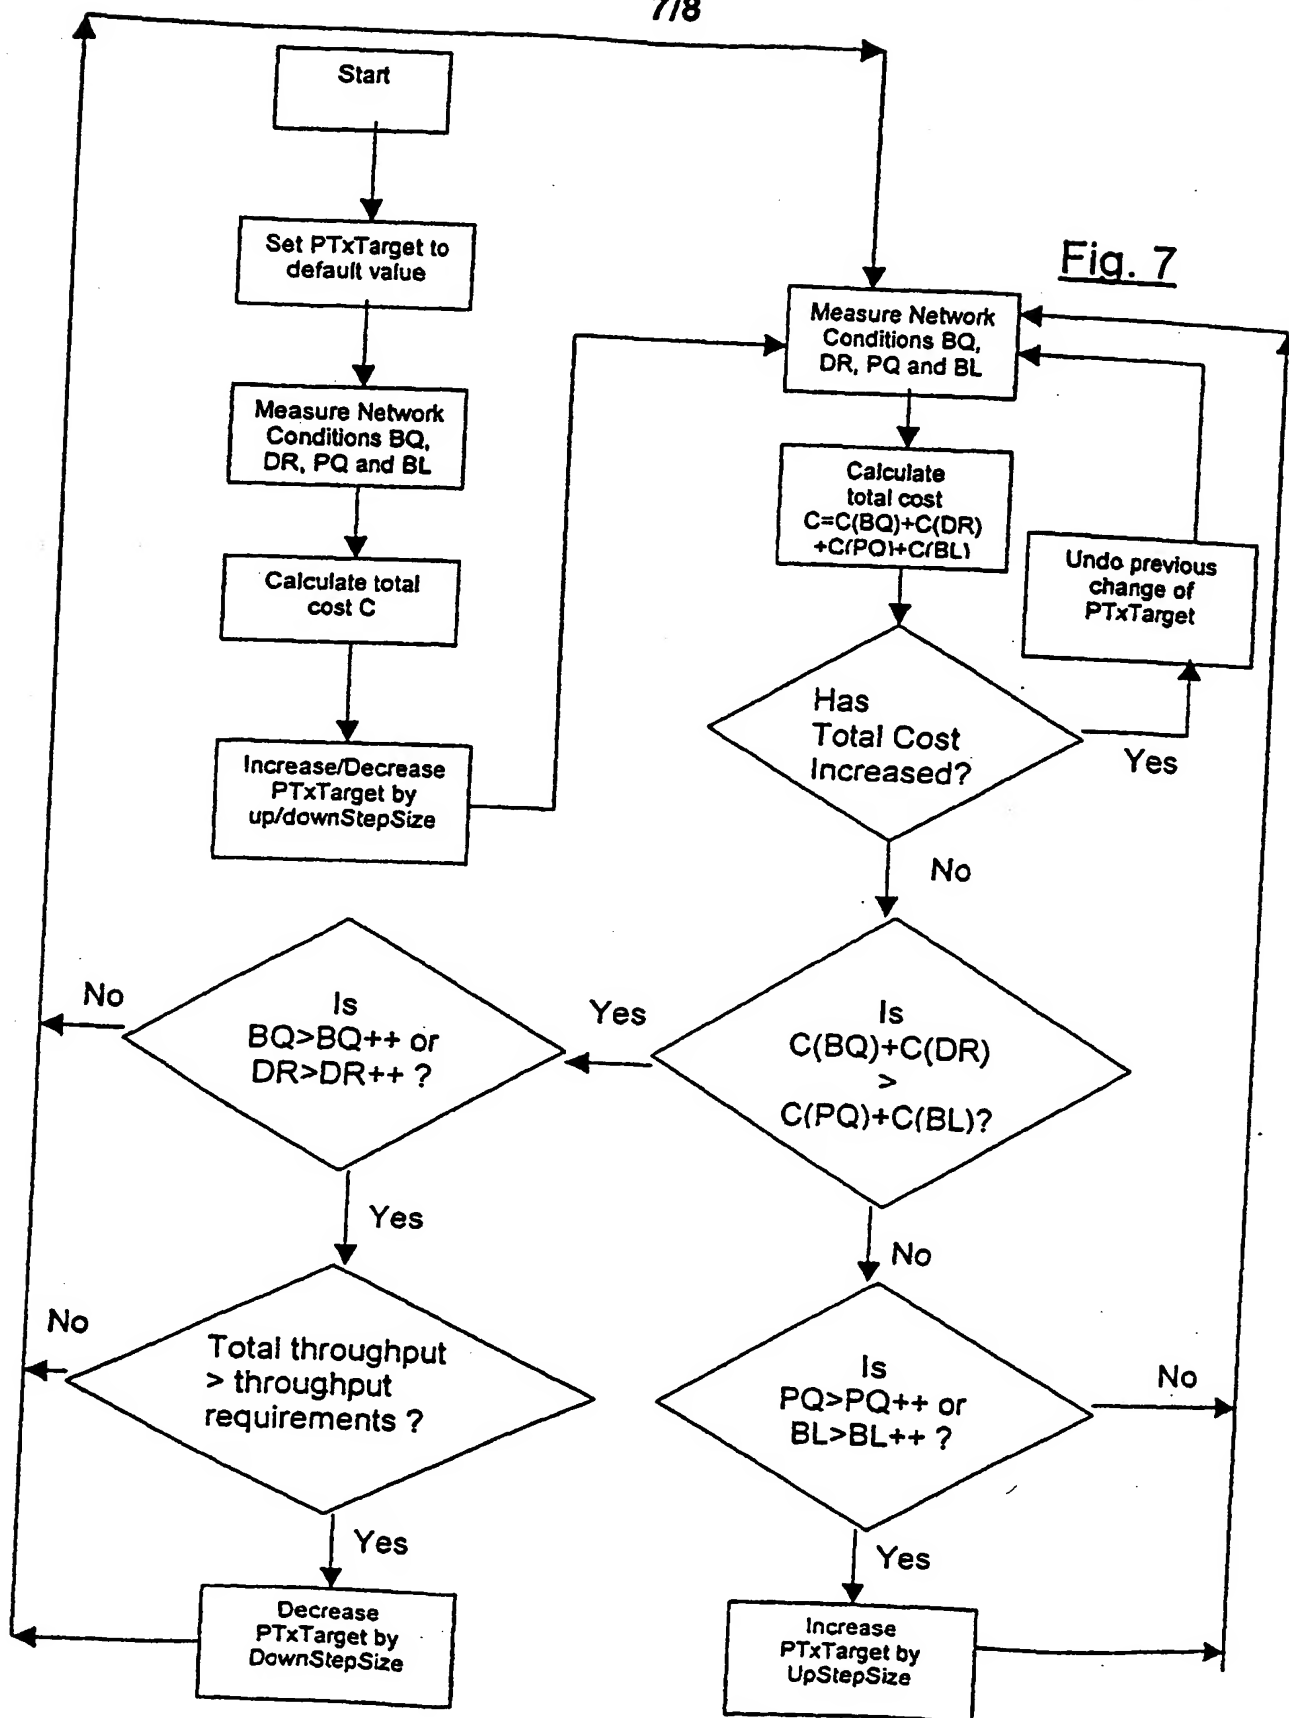 7/8
Start
Set PTxTarget to
default value
Measure Network
Conditions BQ,
DR, PQ and BL
Calculate total
cost C
Increase/Decrease
PTxTarget by
up/downStepSize
Fig. 7
Measure Network
Conditions BQ,
DR, PQ and BL
Calculate
total cost
C=C(BQ)+C(DR)
+C(PQ)+C(BL)
Undo previous
change of
PTxTarget
Has
Total Cost
Increased?
Yes
No
Is
C(BQ)+C(DR)
>
C(PQ)+C(BL)?
Yes
Is
BQ>BQ++ or
DR>DR++ ?
No
Yes
Total throughput
> throughput
requirements ?
No
Yes
Decrease
PTxTarget by
DownStepSize
No
Is
PQ>PQ++ or
BL>BL++ ?
No
Yes
Increase
PTxTarget by
UpStepSize